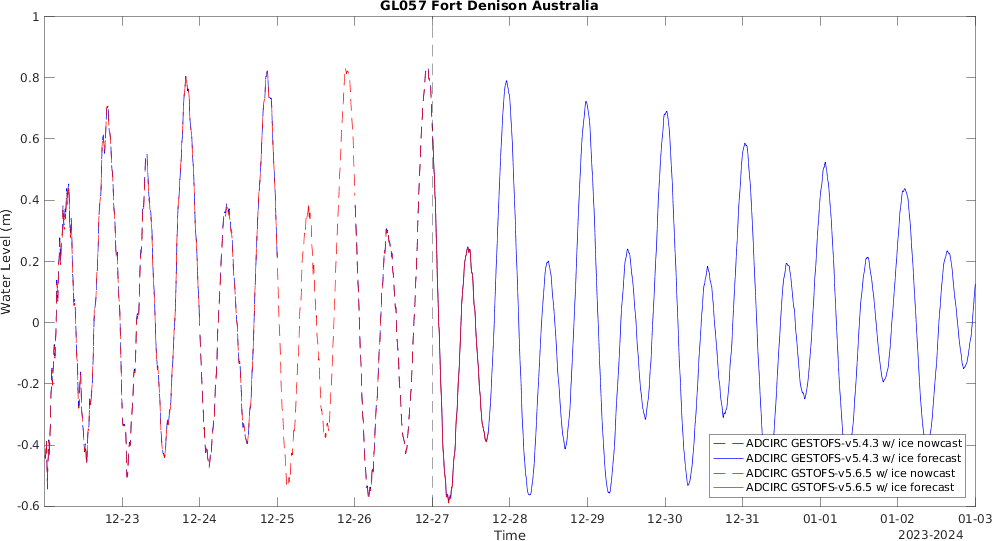 GL057 Fort Denison Australia
1
0.8
0.6
0.4
0.2
0
-0.2
-0.4
-0.6
Water Level (m)
12-23 12-24 12-25 12-26 12-27 12-28 12-29 12-30 12-31 01-01 01-02 01-03
Time
2023-2024
ADCIRC GESTOFS-v5.4.3 w/ ice nowcast
ADCIRC GESTOFS-v5.4.3 w/ ice forecast
ADCIRC GSTOFS-v5.6.5 w/ ice nowcast
ADCIRC GSTOFS-v5.6.5 w/ ice forecast